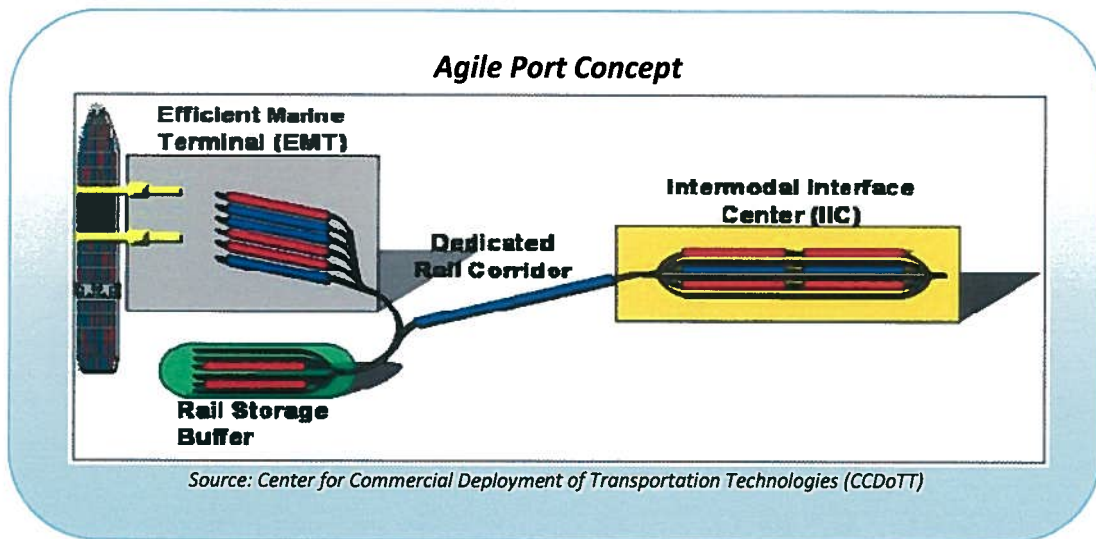 Agile Port Concept
Efficient Marine
Terminal (EMT)
Intermodal Interface
Center (IIC)
Dedicated
Rail Corridor
Rail Storage
Buffer
Source: Center for Commercial Deployment of Transportation Technologies (CCDoTT)